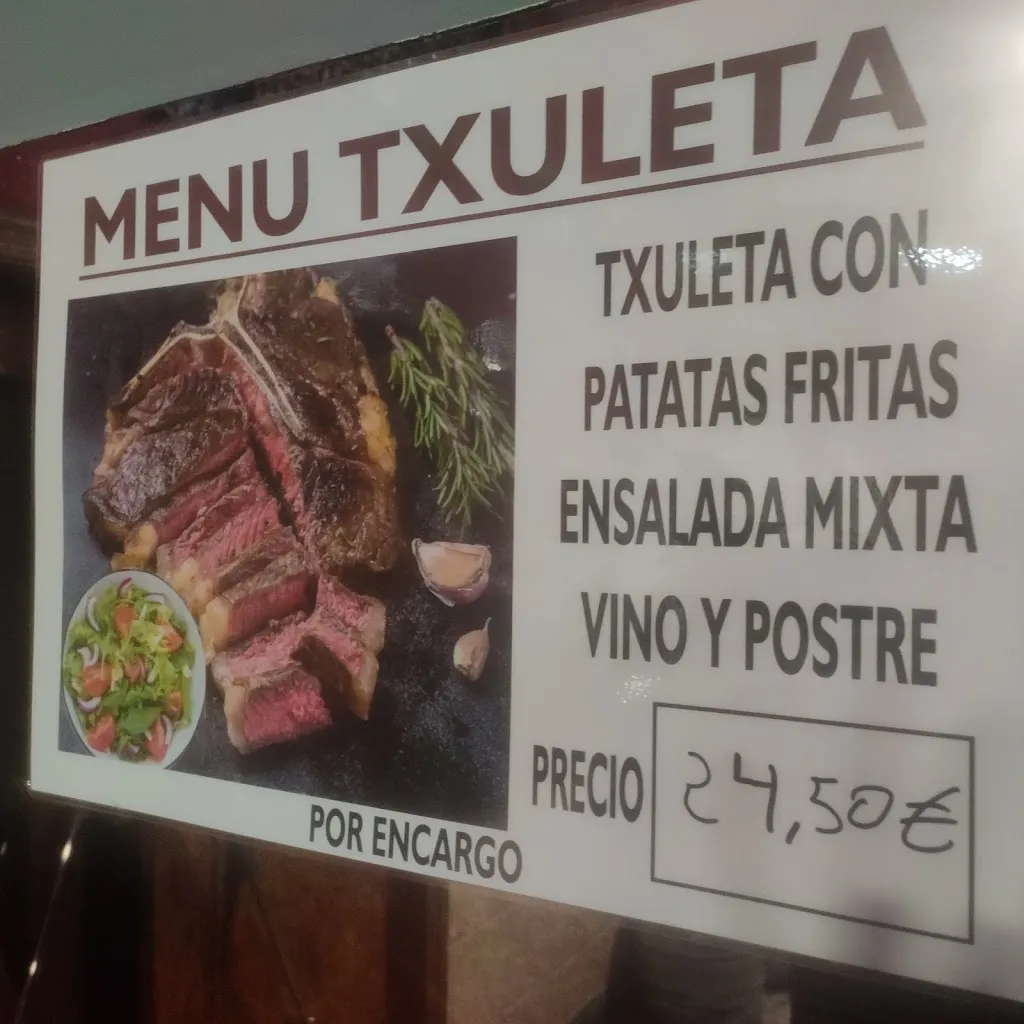 MENU TXULETA
TXULETA CON
PATATAS FRITAS
ENSALADA MIXTA
VINO Y POSTRE
PRECIO 24,50€
POR ENCARGO